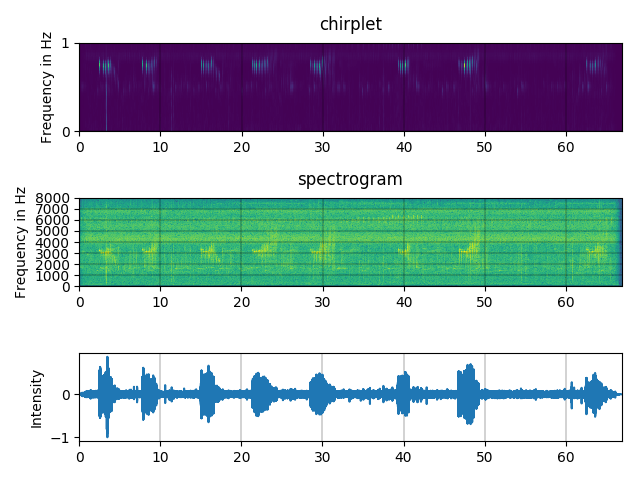 chirplet
Frequency in Hz
1
0
0 10 20 30 40 50 60
spectrogram
Frequency in Hz
8000
7000
6000
5000
4000
3000
2000
1000
0
0 10 20 30 40 50 60
Intensity
0
−1
0 10 20 30 40 50 60